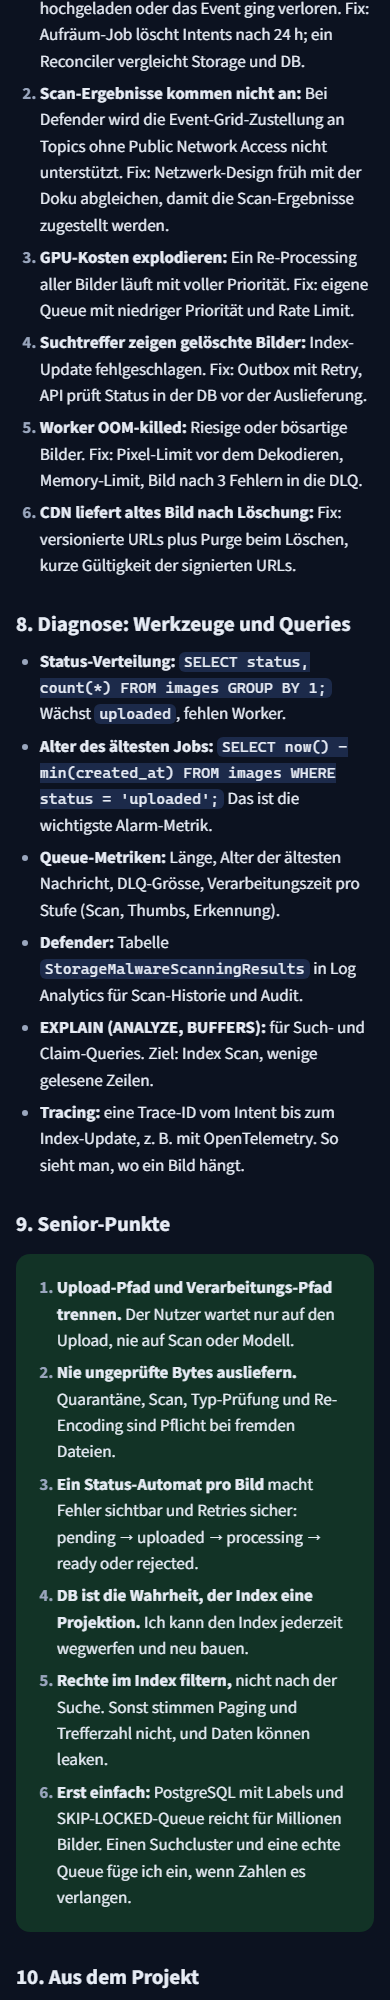 hochgeladen oder das Event ging verloren. Fix:
Aufräum-Job löscht Intents nach 24 h; ein
Reconciler vergleicht Storage und DB.
2. Scan-Ergebnisse kommen nicht an: Bei
Defender wird die Event-Grid-Zustellung an
Topics ohne Public Network Access nicht
unterstützt. Fix: Netzwerk-Design früh mit der
Doku abgleichen, damit die Scan-Ergebnisse
zugestellt werden.
3. GPU-Kosten explodieren: Ein Re-Processing
aller Bilder läuft mit voller Priorität. Fix: eigene
Queue mit niedriger Priorität und Rate Limit.
4. Suchtreffer zeigen gelöschte Bilder: Index-
Update fehlgeschlagen. Fix: Outbox mit Retry,
API prüft Status in der DB vor der Auslieferung.
5. Worker OOM-killed: Riesige oder bösartige
Bilder. Fix: Pixel-Limit vor dem Dekodieren,
Memory-Limit, Bild nach 3 Fehlern in die DLQ.
6. CDN liefert altes Bild nach Löschung: Fix:
versionierte URLs plus Purge beim Löschen,
kurze Gültigkeit der signierten URLs.
8. Diagnose: Werkzeuge und Queries
• Status-Verteilung: SELECT status,
count(*) FROM images GROUP BY 1;
Wächst uploaded, fehlen Worker.
• Alter des ältesten Jobs: SELECT now() −
min(created_at) FROM images WHERE
status = 'uploaded'; Das ist die
wichtigste Alarm-Metrik.
• Queue-Metriken: Länge, Alter der ältesten
Nachricht, DLQ-Grösse, Verarbeitungszeit pro
Stufe (Scan, Thumbs, Erkennung).
• Defender: Tabelle
StorageMalwareScanningResults in Log
Analytics für Scan-Historie und Audit.
• EXPLAIN (ANALYZE, BUFFERS): für Such- und
Claim-Queries. Ziel: Index Scan, wenige
gelesene Zeilen.
• Tracing: eine Trace-ID vom Intent bis zum
Index-Update, z. B. mit OpenTelemetry. So
sieht man, wo ein Bild hängt.
9. Senior-Punkte
1. Upload-Pfad und Verarbeitungs-Pfad
trennen. Der Nutzer wartet nur auf den
Upload, nie auf Scan oder Modell.
2. Nie ungeprüfte Bytes ausliefern.
Quarantäne, Scan, Typ-Prüfung und Re-
Encoding sind Pflicht bei fremden
Dateien.
3. Ein Status-Automat pro Bild macht
Fehler sichtbar und Retries sicher:
pending → uploaded → processing →
ready oder rejected.
4. DB ist die Wahrheit, der Index eine
Projektion. Ich kann den Index jederzeit
wegwerfen und neu bauen.
5. Rechte im Index filtern, nicht nach der
Suche. Sonst stimmen Paging und
Trefferzahl nicht, und Daten können
leaken.
6. Erst einfach: PostgreSQL mit Labels und
SKIP-LOCKED-Queue reicht für Millionen
Bilder. Einen Suchcluster und eine echte
Queue füge ich ein, wenn Zahlen es
verlangen.
10. Aus dem Projekt